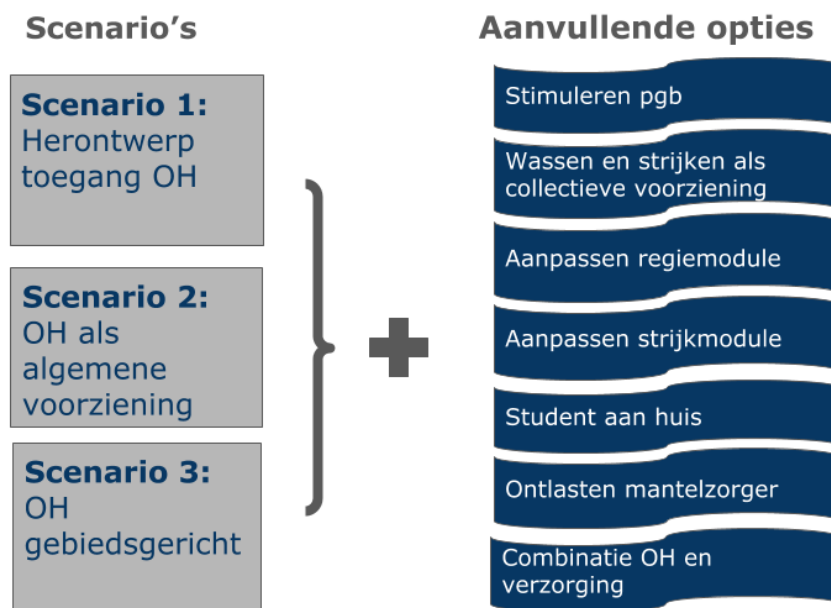 Scenario's
Scenario 1:
Herontwerp
toegang OH
Scenario 2:
OH als
algemene
voorziening
Scenario 3:
OH
gebiedsgericht
Aanvullende opties
Stimuleren pgb
Wassen en strijken als
collectieve voorziening
Aanpassen regiemodule
Aanpassen strijkmodule
Student aan huis
Ontlasten mantelzorger
Combinatie OH en
verzorging